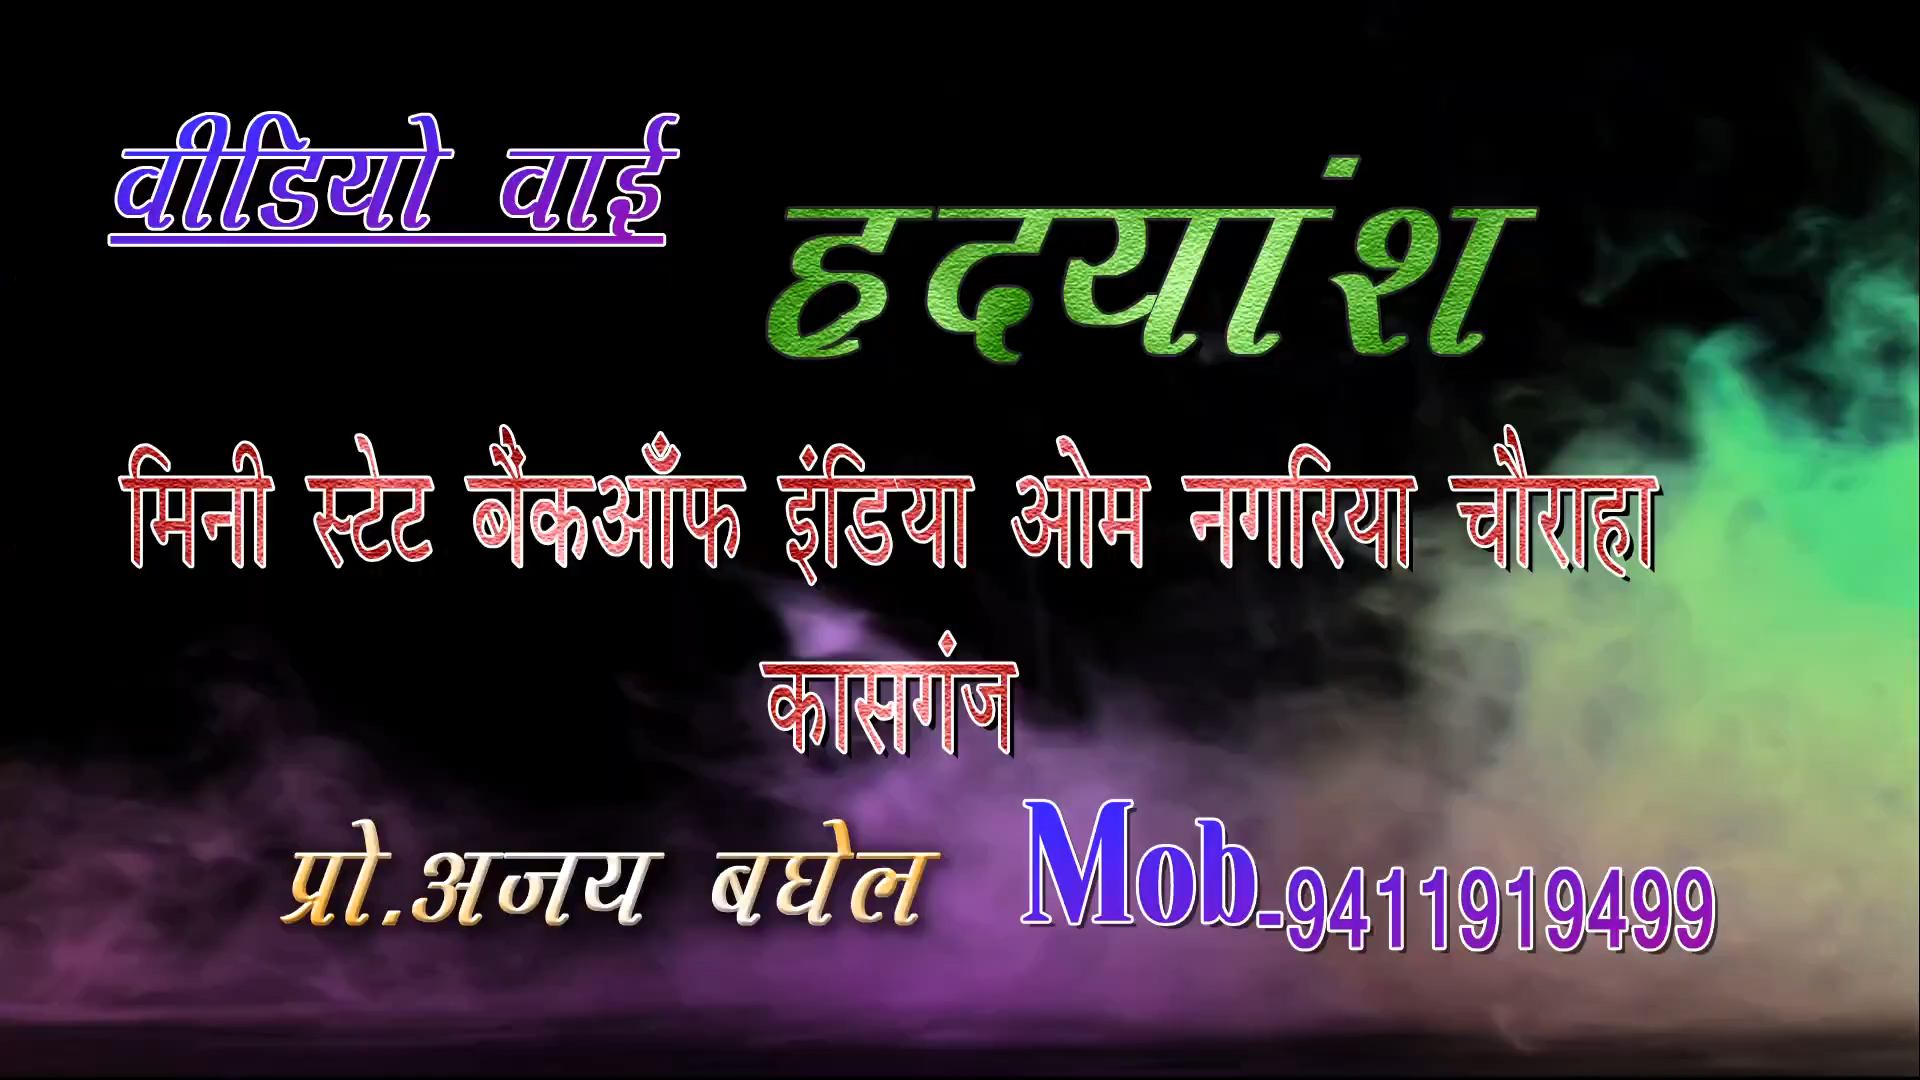 वीडियो वाई
हृदयांश
मिनी स्टेट बैंकऑफ इंडिया ओम नगरिया चौराहा
कासगंज
प्रो.अजय बघेल Mob-9411919499